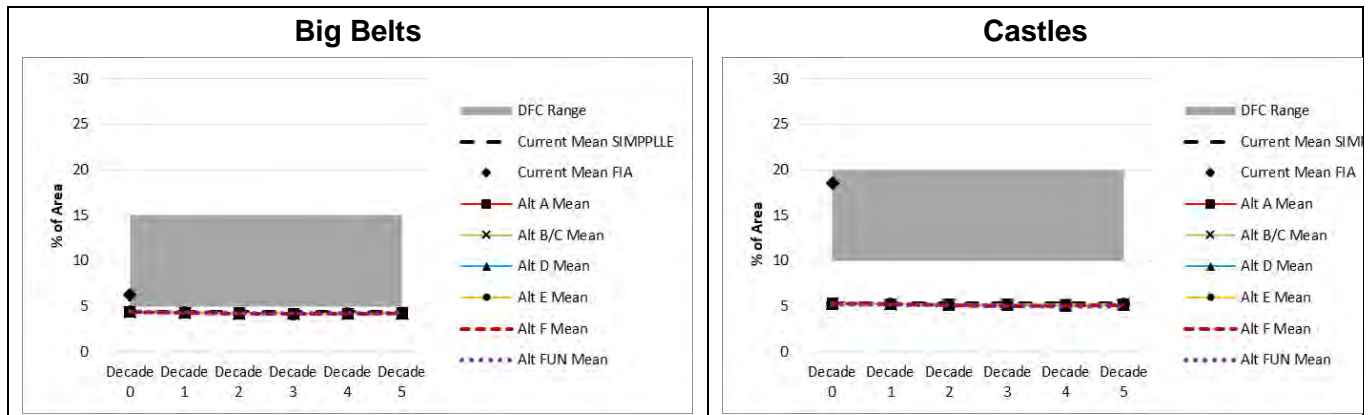 Big Belts
30
25
20
15
10
5
0
% of Area
Decade 0
Decade 1
Decade 2
Decade 3
Decade 4
Decade 5
DFC Range
Current Mean SIMPPLLE
Current Mean FIA
Alt A Mean
Alt B/C Mean
Alt D Mean
Alt E Mean
Alt F Mean
Alt FUN Mean
Castles
30
25
20
15
10
5
0
% of Area
Decade 0
Decade 1
Decade 2
Decade 3
Decade 4
Decade 5
DFC Range
Current Mean SIMP
Current Mean FIA
Alt A Mean
Alt B/C Mean
Alt D Mean
Alt E Mean
Alt F Mean
Alt FUN Mean